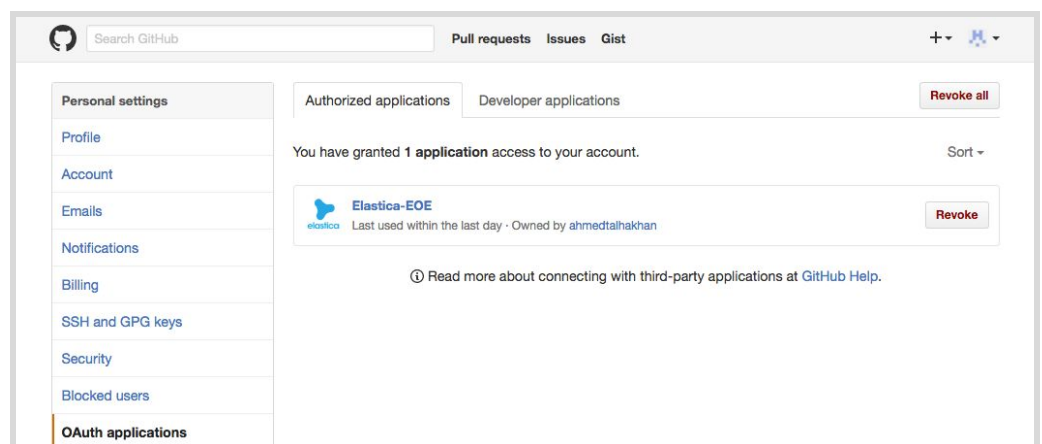 Search GitHub
Pull requests Issues Gist
Personal settings
Profile
Account
Emails
Notifications
Billing
SSH and GPG keys
Security
Blocked users
OAuth applications
Authorized applications Developer applications
Revoke all
You have granted 1 application access to your account.
Sort
elastica
Elastica-EOE
Last used within the last day · Owned by ahmedtalhakhan
Revoke
Read more about connecting with third-party applications at GitHub Help.